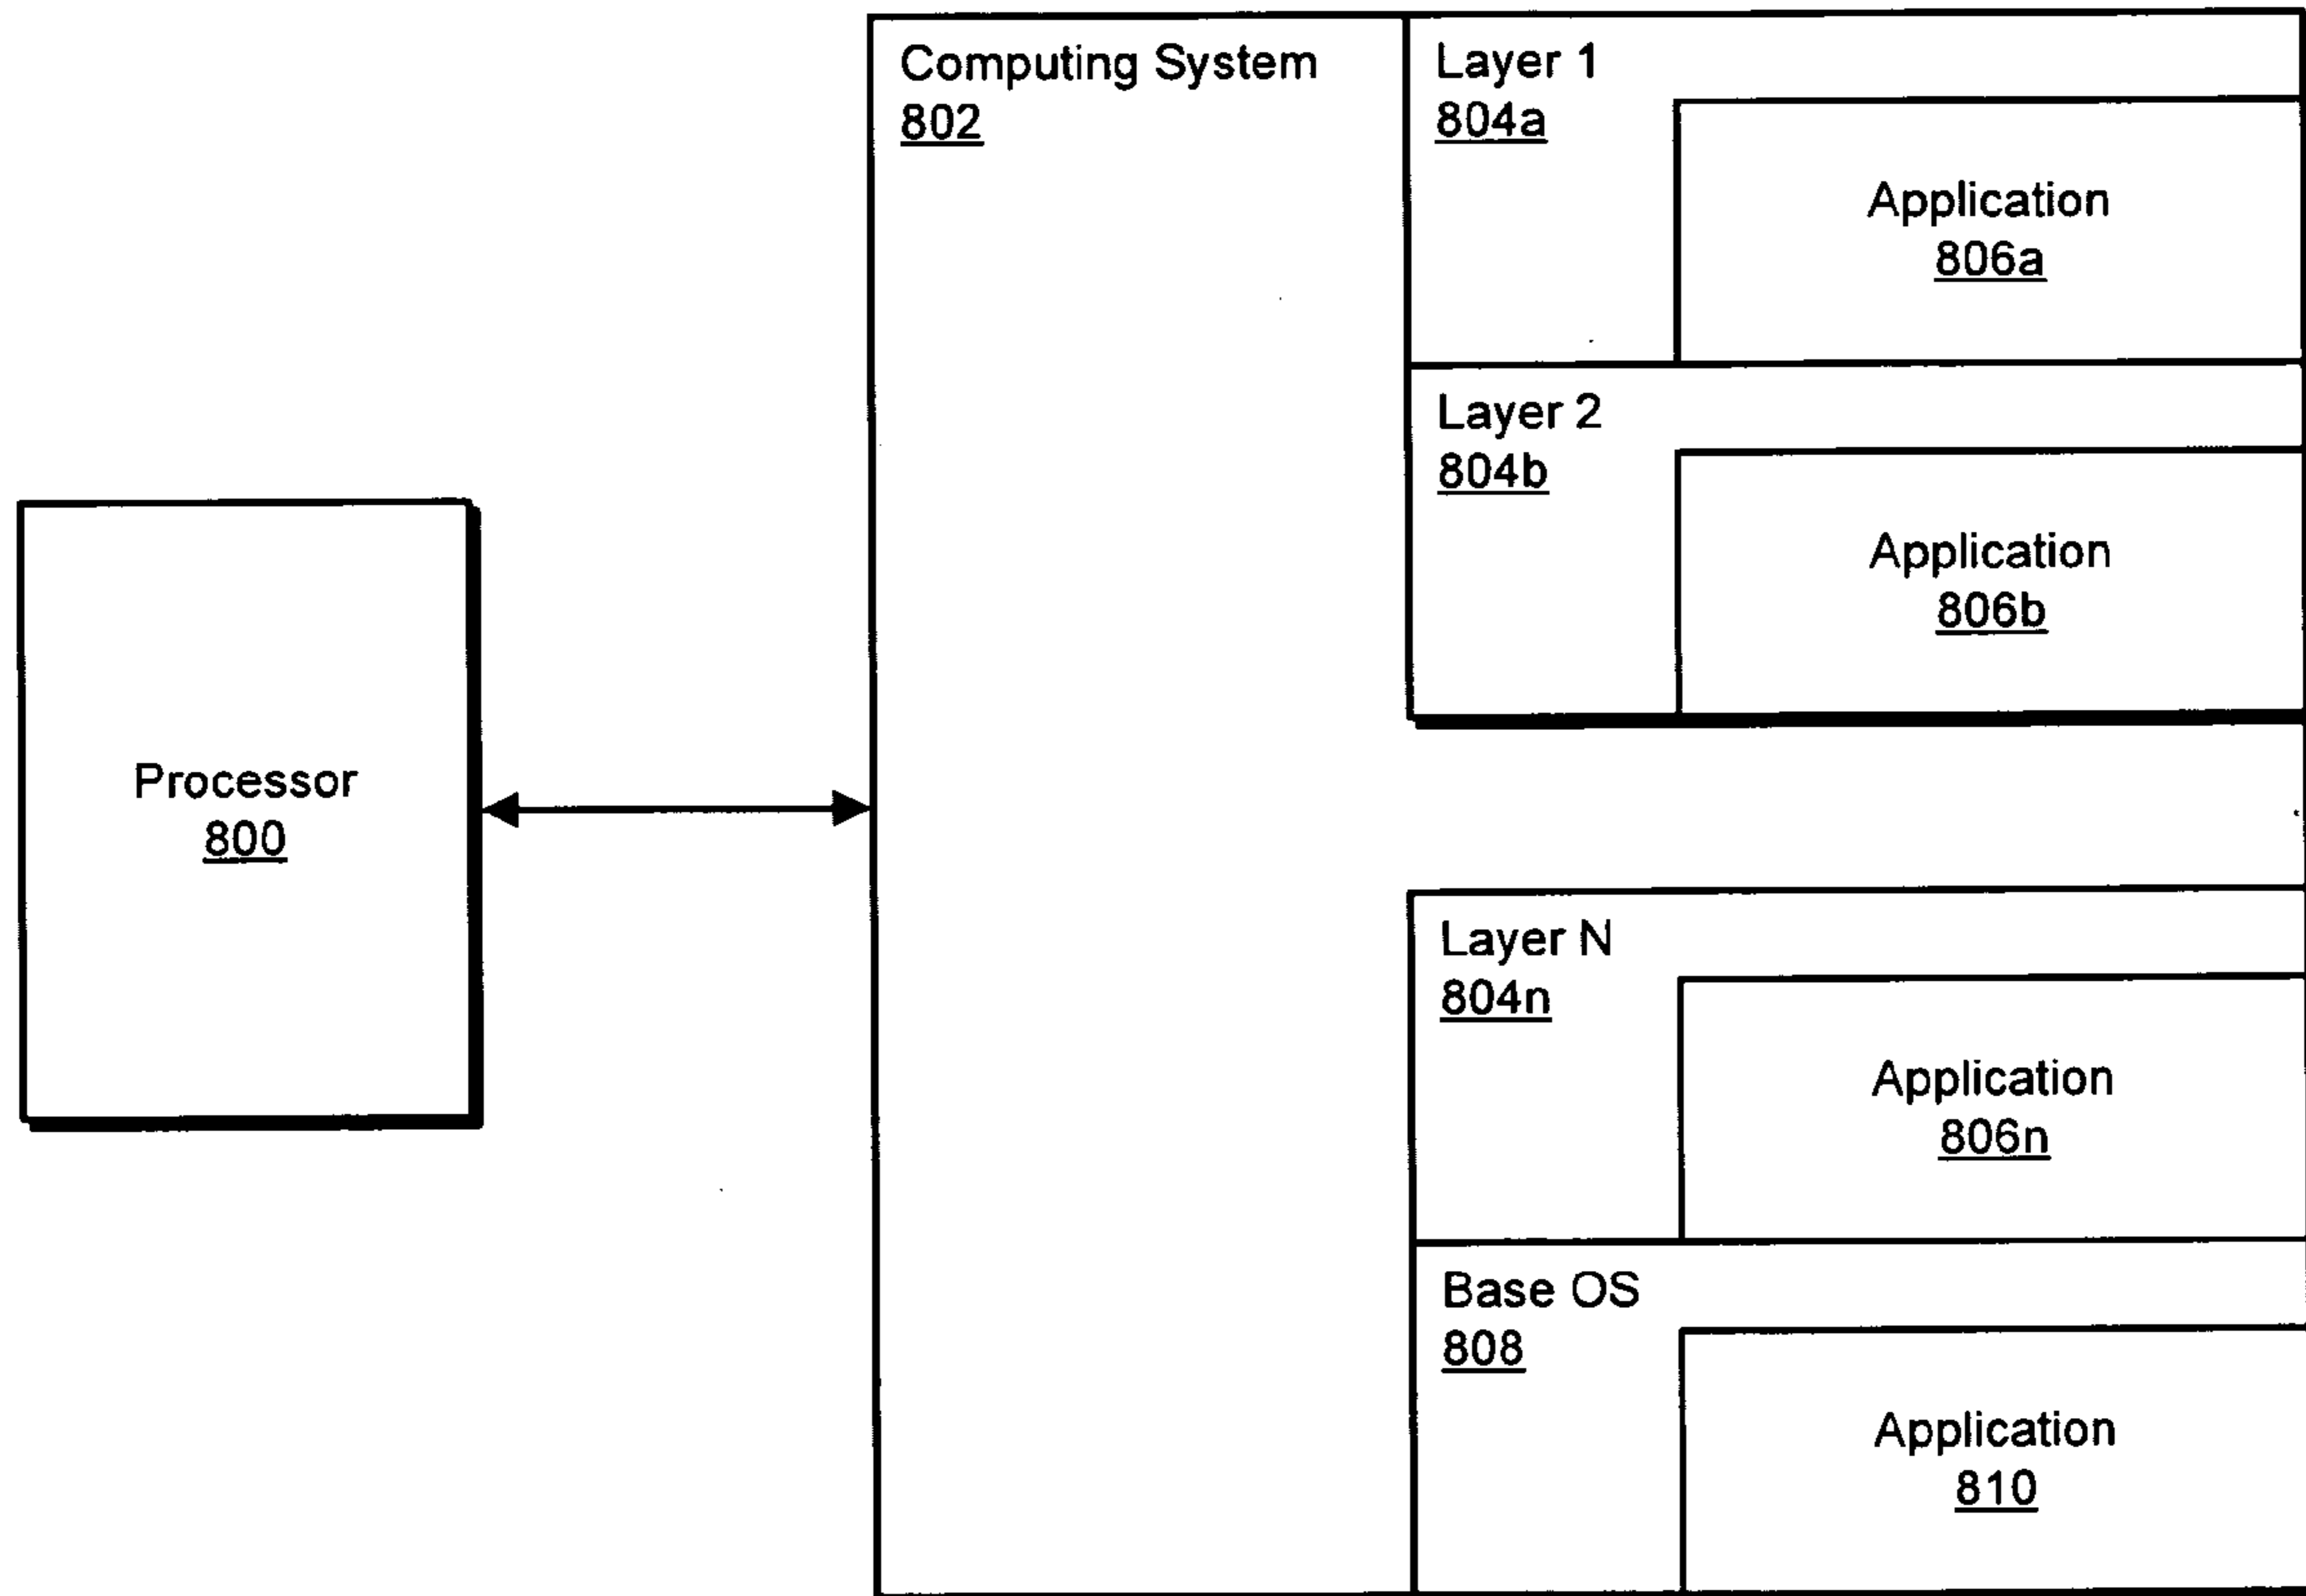 Computing System
802
Layer 1
804a
Application
806a
Layer 2
804b
Application
806b
Processor
800
Layer N
804n
Application
806n
Base OS
808
Application
810